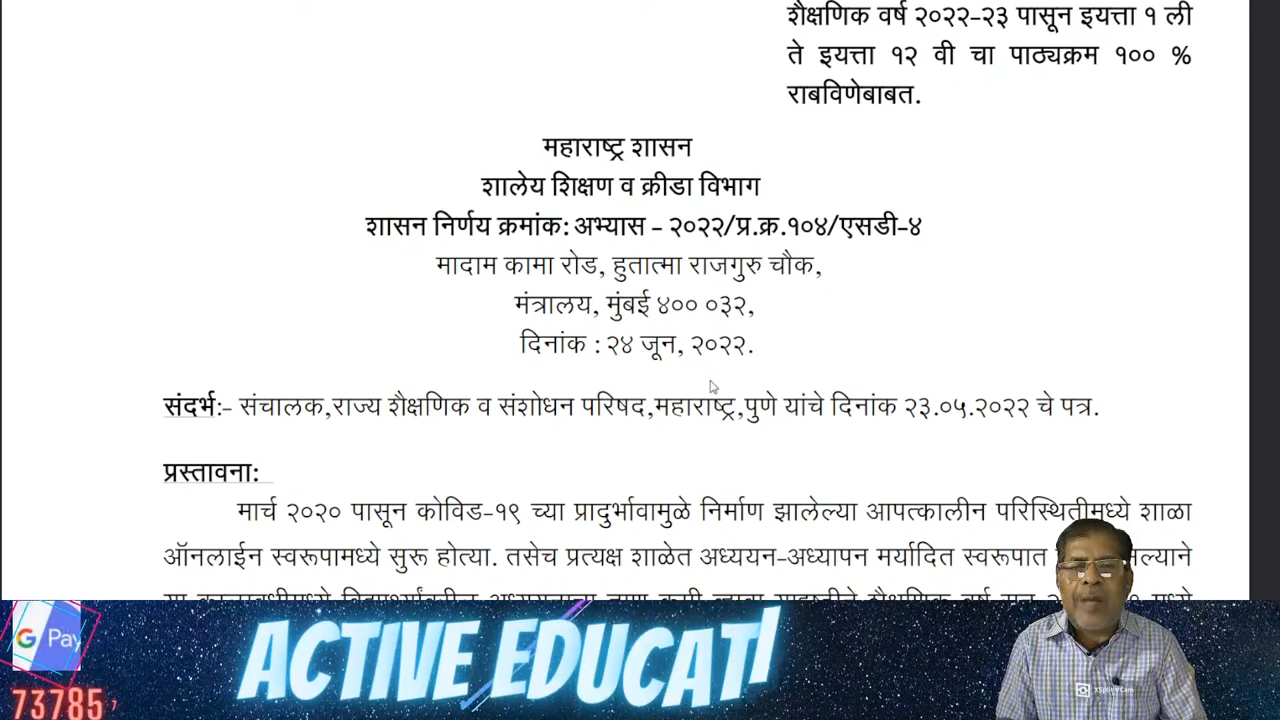 शैक्षणिक वर्ष २०२२-२३ पासून इयत्ता १ ली
ते इयत्ता १२ वी चा पाठ्यक्रम १०० %
राबविणेबाबत.
महाराष्ट्र शासन
शालेय शिक्षण व क्रीडा विभाग
शासन निर्णय क्रमांक: अभ्यास - २०२२/प्र.क्र.१०४/एसडी-४
मादाम कामा रोड, हुतात्मा राजगुरु चौक,
मंत्रालय, मुंबई ४०० ०३२,
दिनांक : २४ जून, २०२२.
संदर्भ:- संचालक,राज्य शैक्षणिक व संशोधन परिषद,महाराष्ट्र,पुणे यांचे दिनांक २३.०५.२०२२ चे पत्र.
प्रस्तावना:
मार्च २०२० पासून कोविड-१९ च्या प्रादुर्भावामुळे निर्माण झालेल्या आपत्कालीन परिस्थितीमध्ये शाळा
ऑनलाईन स्वरूपामध्ये सुरू होत्या. तसेच प्रत्यक्ष शाळेत अध्ययन-अध्यापन मर्यादित स्वरूपात
G Pay
ACTIVE EDUCATI
73785
XSplit VCam